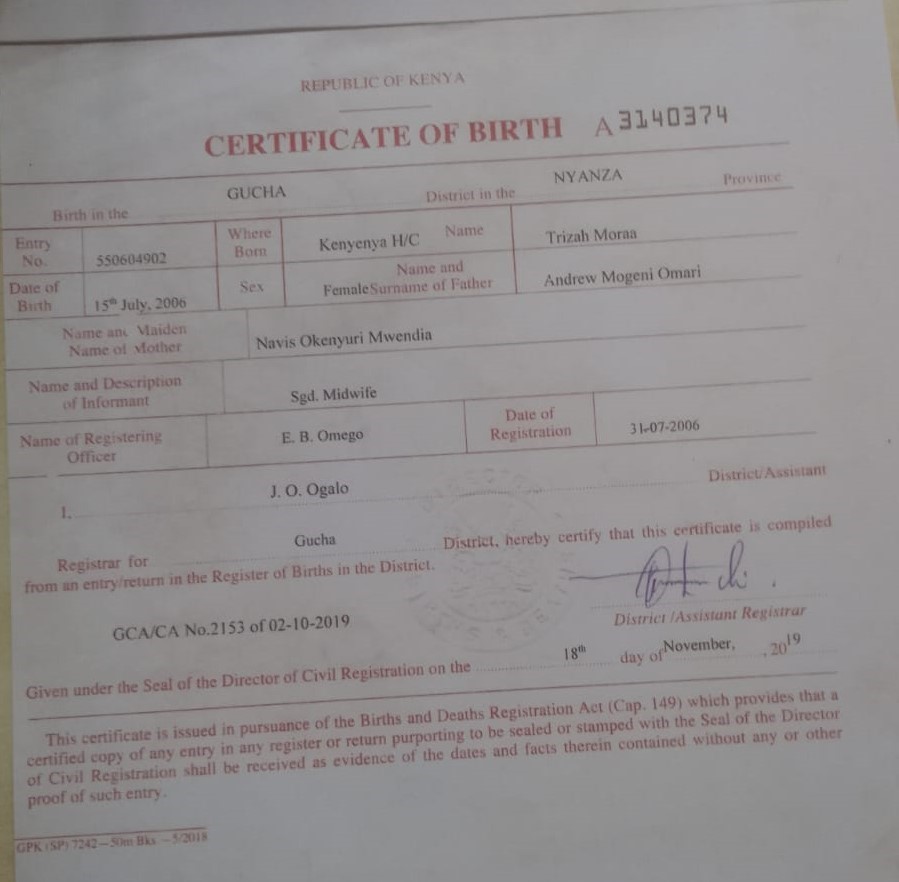 REPUBLIC OF KENYA
CERTIFICATE OF BIRTH A 3140374
Birth in the GUCHA District in the NYANZA Province
Entry No. 550604902
Where Born Kenyenya H/C
Name Trizah Moraa
Date of Birth 15th July, 2006
Sex Female
Name and Surname of Father Andrew Mogeni Omari
Name and Maiden Name of Mother Navis Okenyuri Mwendia
Name and Description of Informant Sgd. Midwife
Name of Registering Officer E. B. Omego
Date of Registration 31-07-2006
I, J. O. Ogalo District/Assistant
Registrar for Gucha District, hereby certify that this certificate is compiled
from an entry/return in the Register of Births in the District.
District /Assistant Registrar
GCA/CA No.2153 of 02-10-2019
Given under the Seal of the Director of Civil Registration on the 18th day of November, , 2019
This certificate is issued in pursuance of the Births and Deaths Registration Act (Cap. 149) which provides that a
certified copy of any entry in any register or return purporting to be sealed or stamped with the Seal of the Director
of Civil Registration shall be received as evidence of the dates and facts therein contained without any or other
proof of such entry.
GPK (SP) 7242—50m Bks —5/2018